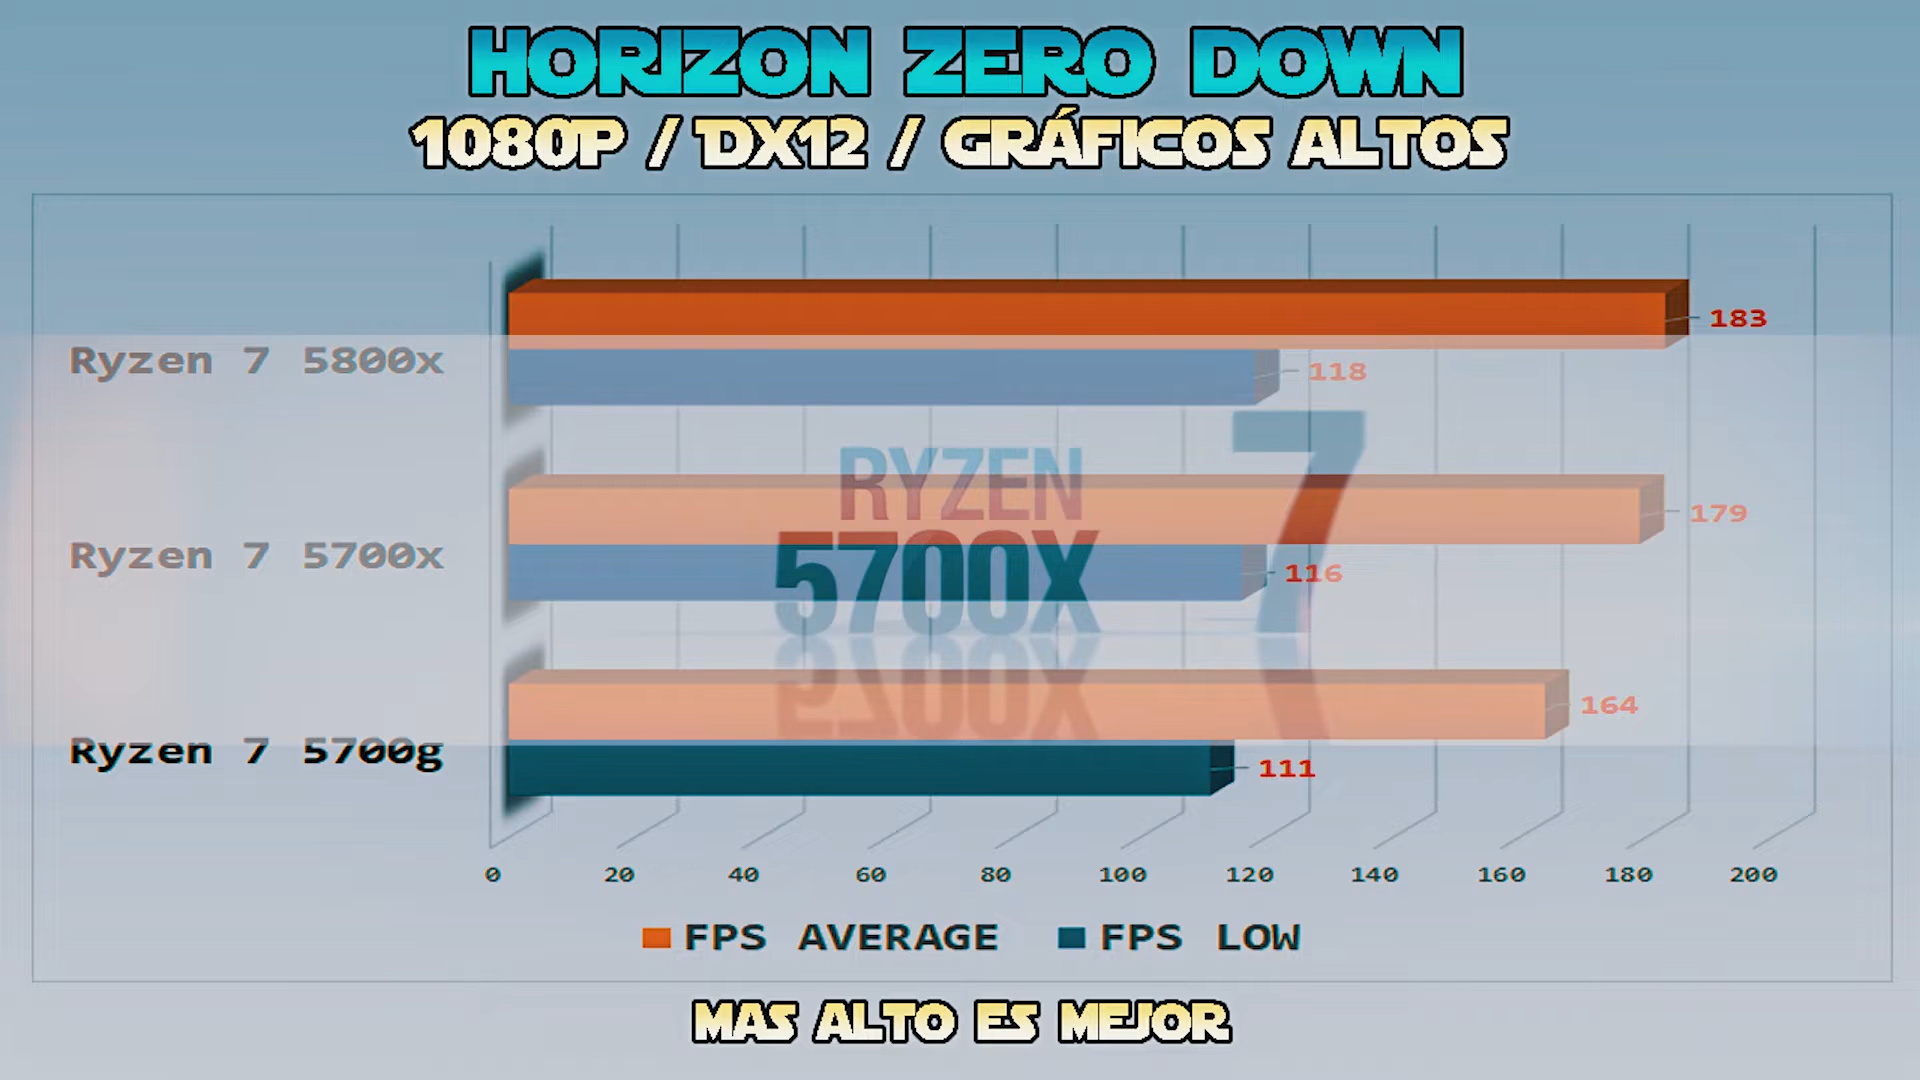 HORIZON ZERO DOWN
1080P / DX12 / GRÁFICOS ALTOS
183
Ryzen 7 5800x
118
RYZEN 7
179
Ryzen 7 5700x
5700X
116
164
Ryzen 7 5700g
111
0 20 40 60 80 100 120 140 160 180 200
FPS AVERAGE FPS LOW
MAS ALTO ES MEJOR